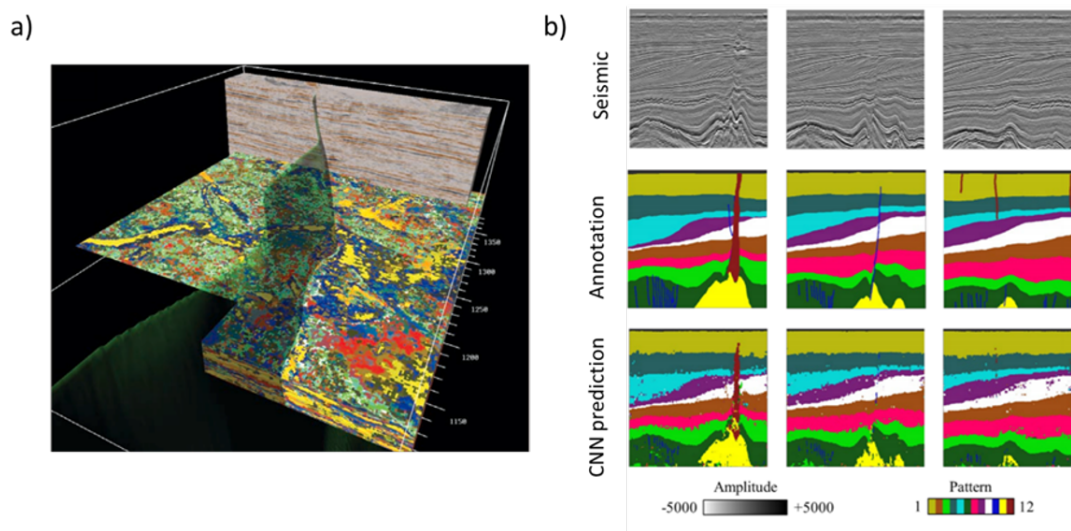 a)
b)
Seismic
Annotation
CNN prediction
1350
1300
1250
1200
1150
Amplitude
-5000
+5000
Pattern
1
12